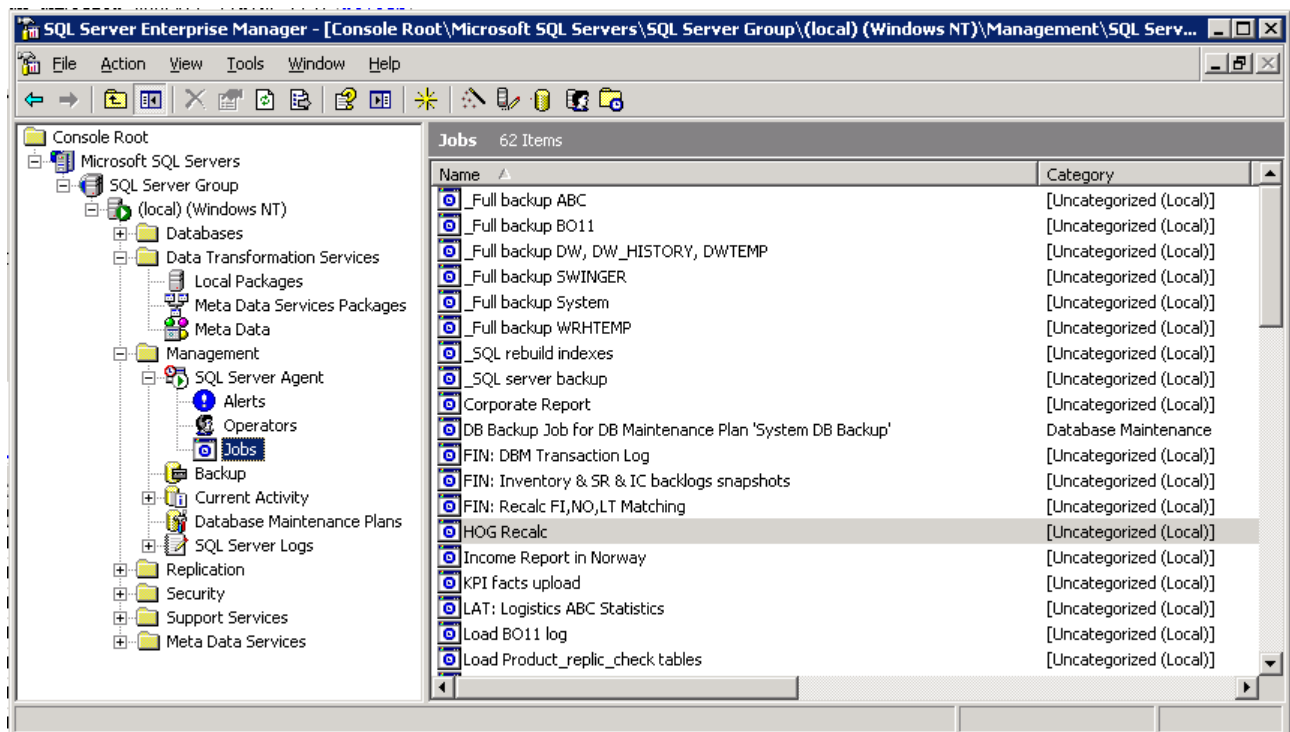 SQL Server Enterprise Manager - [Console Root\Microsoft SQL Servers\SQL Server Group\(local) (Windows NT)\Management\SQL Serv...
File Action View Tools Window Help
Console Root
Microsoft SQL Servers
SQL Server Group
(local) (Windows NT)
Databases
Data Transformation Services
Local Packages
Meta Data Services Packages
Meta Data
Management
SQL Server Agent
Alerts
Operators
Jobs
Backup
Current Activity
Database Maintenance Plans
SQL Server Logs
Replication
Security
Support Services
Meta Data Services
Jobs 62 Items
Name Category
_Full backup ABC [Uncategorized (Local)]
_Full backup BO11 [Uncategorized (Local)]
_Full backup DW, DW_HISTORY, DWTEMP [Uncategorized (Local)]
_Full backup SWINGER [Uncategorized (Local)]
_Full backup System [Uncategorized (Local)]
_Full backup WRHTEMP [Uncategorized (Local)]
_SQL rebuild indexes [Uncategorized (Local)]
_SQL server backup [Uncategorized (Local)]
Corporate Report [Uncategorized (Local)]
DB Backup Job for DB Maintenance Plan 'System DB Backup' Database Maintenance
FIN: DBM Transaction Log [Uncategorized (Local)]
FIN: Inventory & SR & IC backlogs snapshots [Uncategorized (Local)]
FIN: Recalc FI,NO,LT Matching [Uncategorized (Local)]
HOG Recalc [Uncategorized (Local)]
Income Report in Norway [Uncategorized (Local)]
KPI facts upload [Uncategorized (Local)]
LAT: Logistics ABC Statistics [Uncategorized (Local)]
Load BO11 log [Uncategorized (Local)]
Load Product_replic_check tables [Uncategorized (Local)]